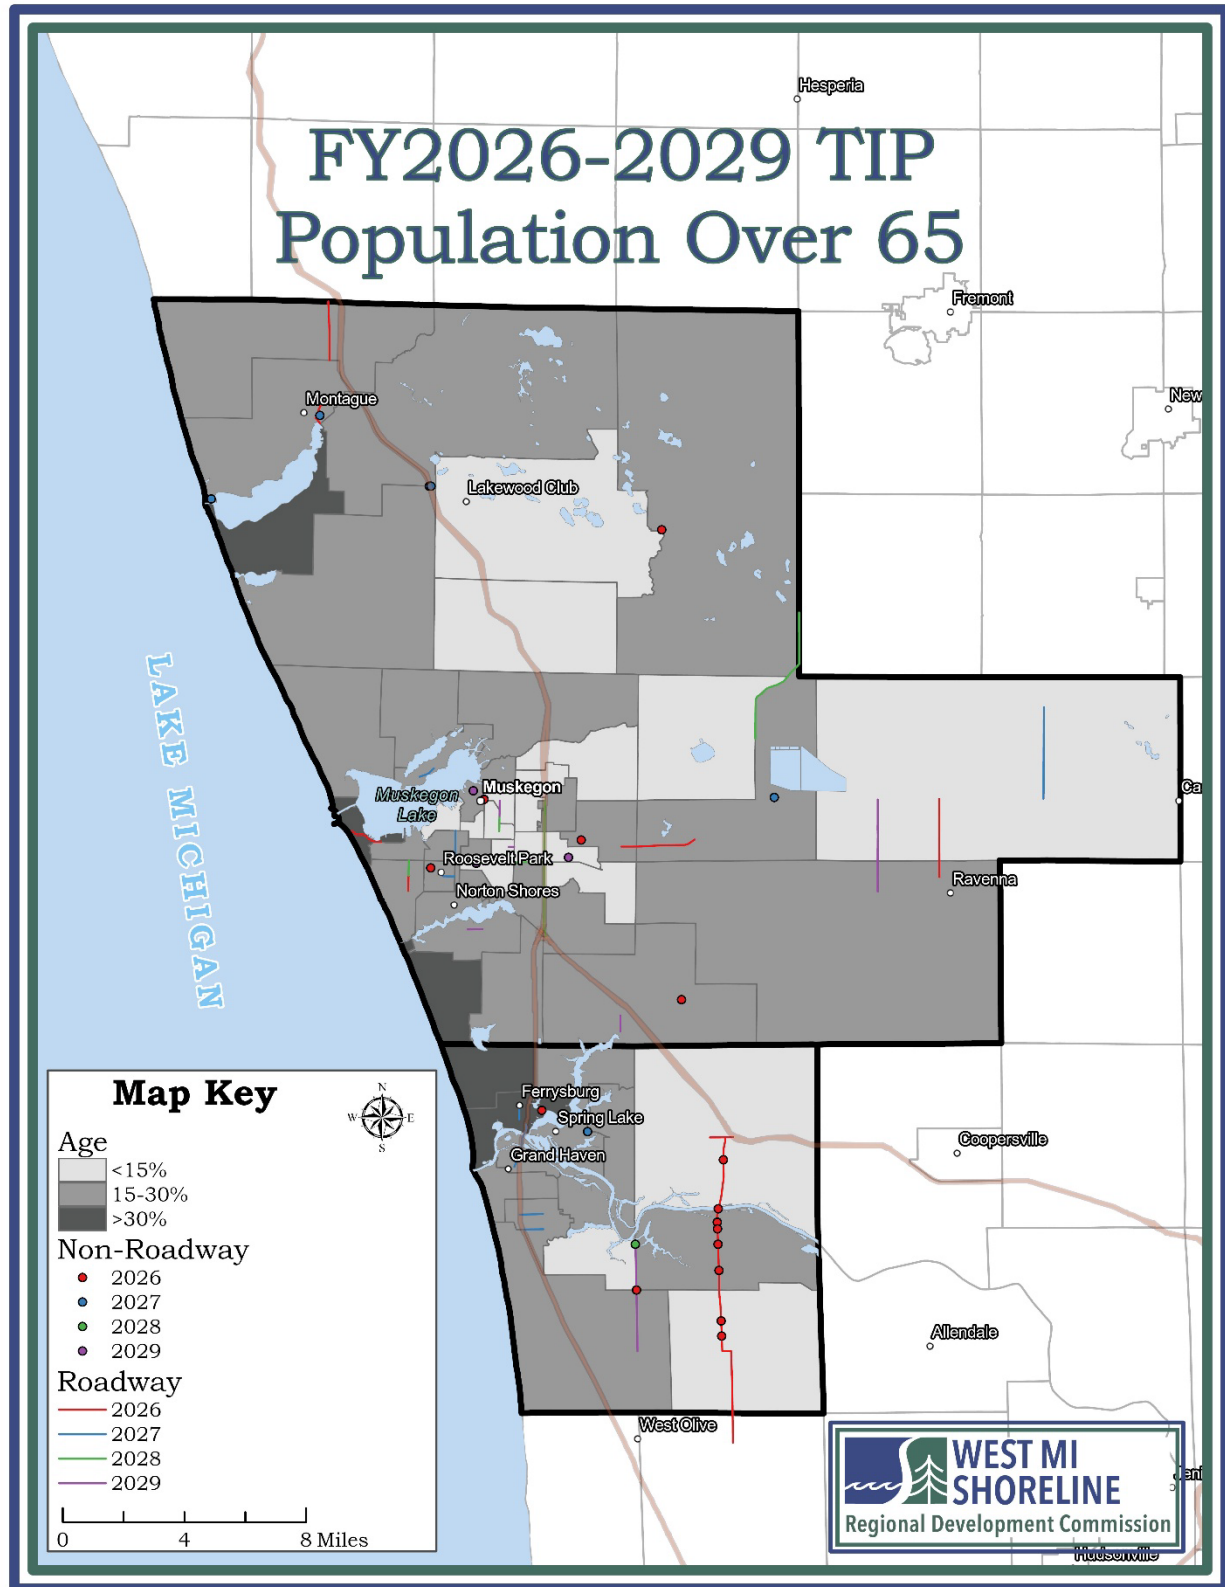 Hesperia
FY2026-2029 TIP
Population Over 65
Fremont
New
Montague
Lakewood Club
LAKE MICHIGAN
Muskegon
Muskegon
Lake
Ca
Roosevelt Park
Ravenna
Norton Shores
Ferrysburg
Spring Lake
Grand Haven
Coopersville
Allendale
West Olive
Map Key
N
W
E
S
Age
<15%
15-30%
>30%
Non-Roadway
2026
2027
2028
2029
Roadway
2026
2027
2028
2029
0 4 8 Miles
WEST MI
SHORELINE
Regional Development Commission
Jeni
Hudsonville